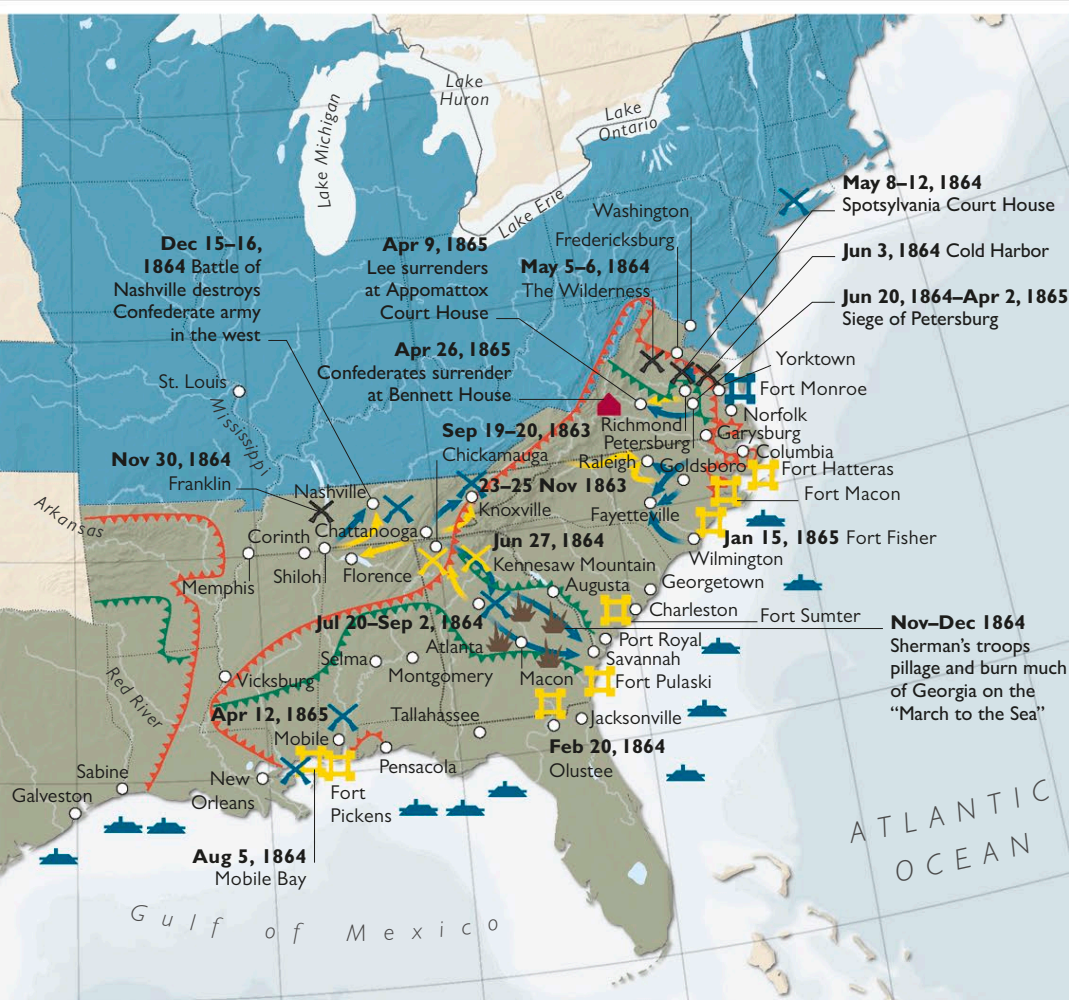 Lake
Huron
Lake Michigan
Lake
Ontario
Lake Erie
May 8–12, 1864
Spotsylvania Court House
Washington
Fredericksburg
Dec 15–16,
1864 Battle of
Nashville destroys
Confederate army
in the west
Apr 9, 1865
Lee surrenders
at Appomattox
Court House
May 5–6, 1864
The Wilderness
Jun 3, 1864 Cold Harbor
Jun 20, 1864–Apr 2, 1865
Siege of Petersburg
Apr 26, 1865
Confederates surrender
at Bennett House
Yorktown
St. Louis
Fort Monroe
Mississippi
Norfolk
Richmond
Petersburg
Garysburg
Sep 19–20, 1863
Chickamauga
Columbia
Nov 30, 1864
Franklin
Raleigh
Goldsboro
Fort Hatteras
23–25 Nov 1863
Knoxville
Nashville
Fort Macon
Arkansas
Fayetteville
Corinth
Chattanooga
Jan 15, 1865 Fort Fisher
Jun 27, 1864
Kennesaw Mountain
Wilmington
Shiloh
Florence
Memphis
Augusta
Georgetown
Charleston
Fort Sumter
Jul 20–Sep 2, 1864
Atlanta
Nov–Dec 1864
Sherman's troops
pillage and burn much
of Georgia on the
“March to the Sea”
Port Royal
Savannah
Selma
Montgomery
Macon
Fort Pulaski
Vicksburg
Red River
Apr 12, 1865
Mobile
Tallahassee
Jacksonville
Feb 20, 1864
Olustee
Pensacola
Sabine
New
Orleans
Galveston
Fort
Pickens
Aug 5, 1864
Mobile Bay
ATLANTIC
OCEAN
Gulf of Mexico